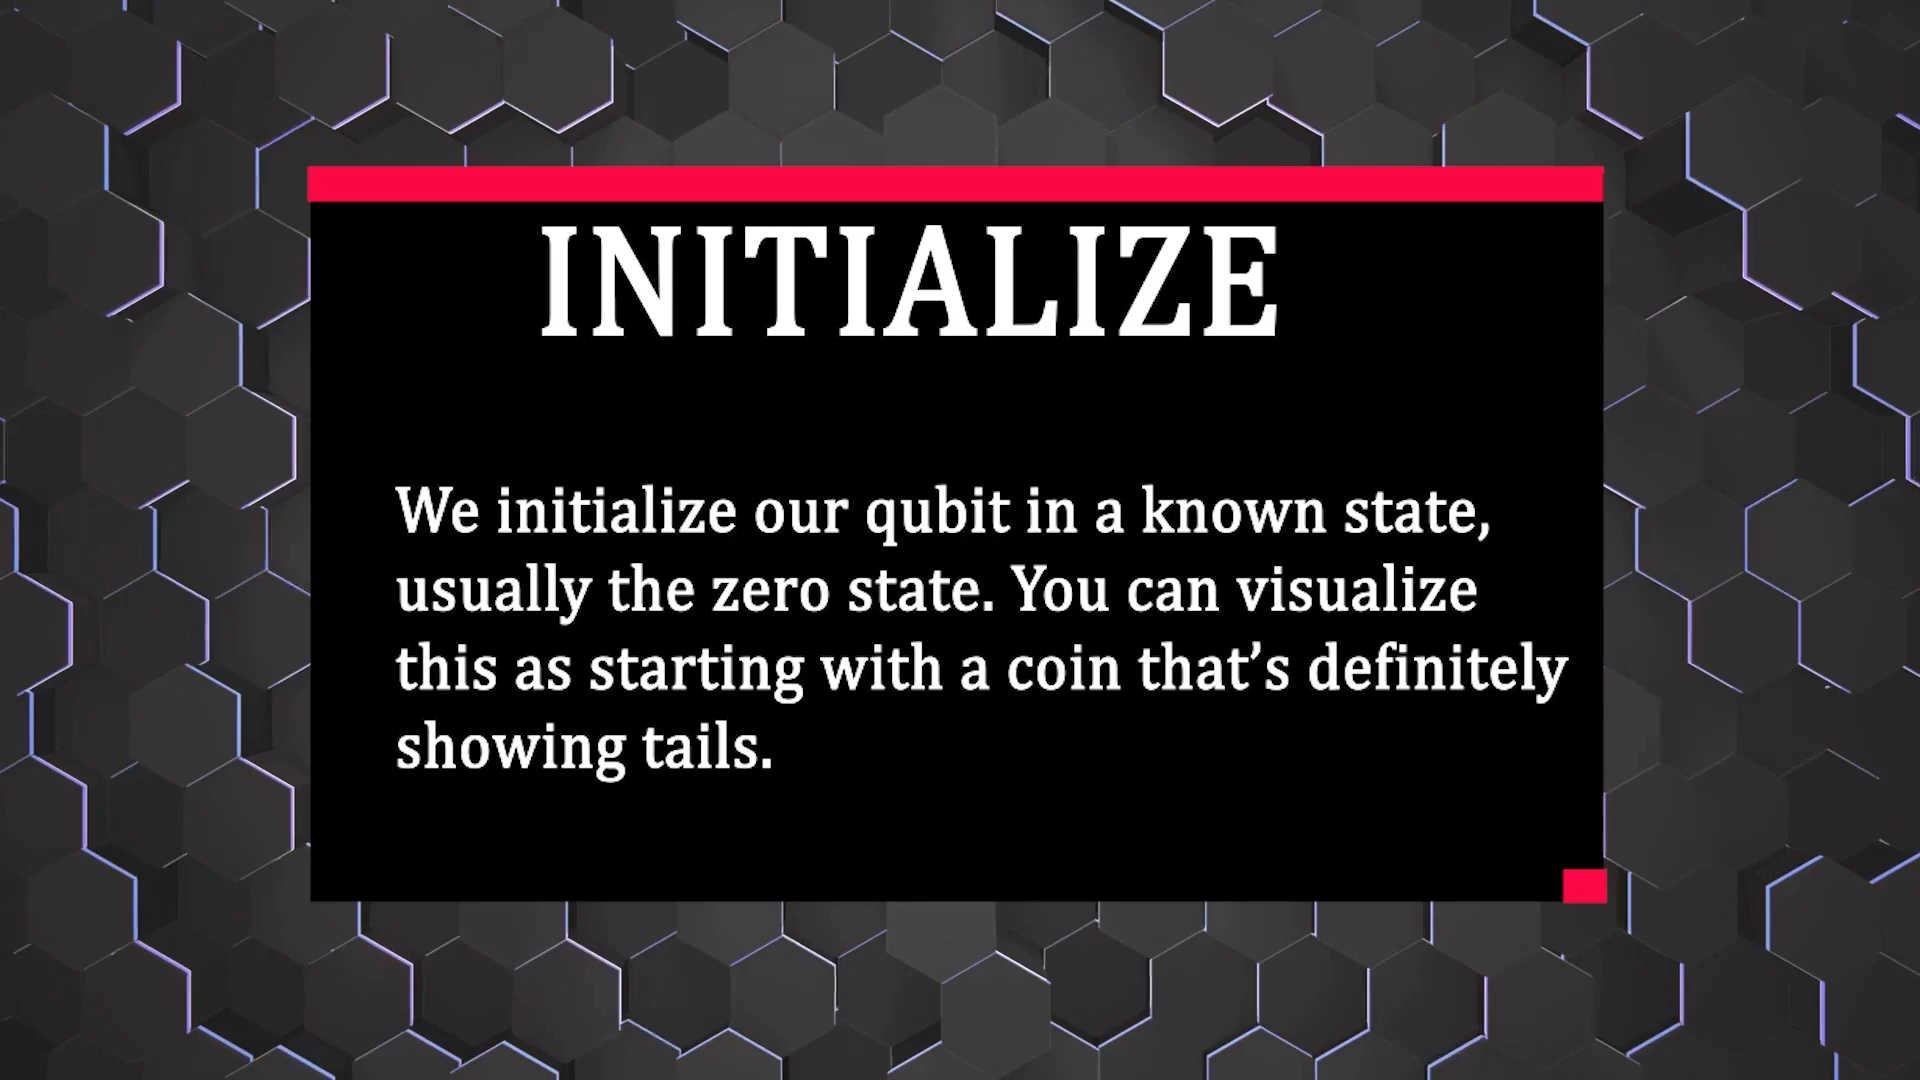 INITIALIZE
We initialize our qubit in a known state,
usually the zero state. You can visualize
this as starting with a coin that’s definitely
showing tails.